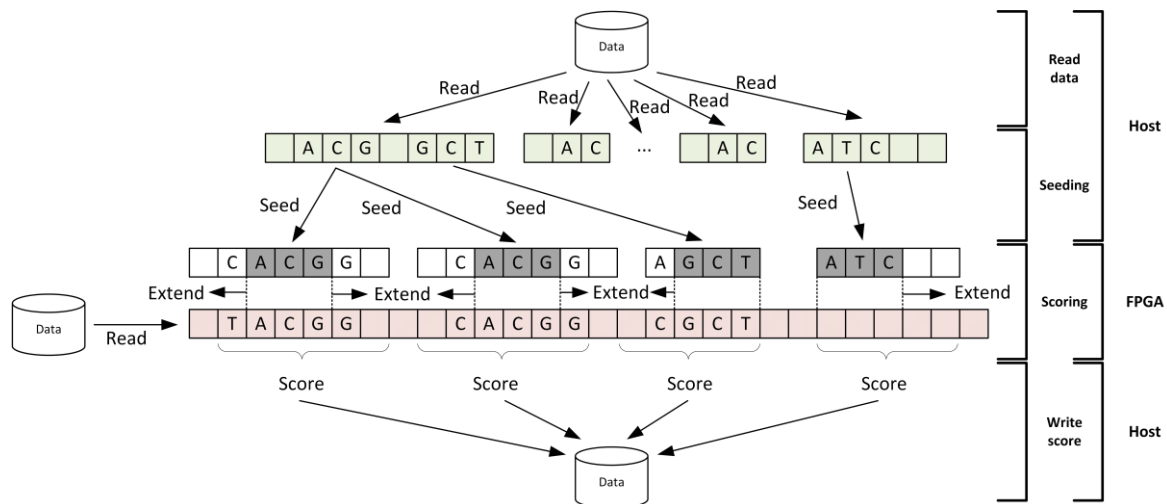 Data
Read
Read
Read
Read
Read
Read
data
Host
A C G G C T
A C
...
A C
A T C
Seeding
Seed
Seed
Seed
Seed
C A C G G
C A C G G
A G C T
A T C
Extend
Extend
Extend
Extend
Scoring
FPGA
Data
Read
T A C G G
C A C G G
C G C T
Score
Score
Score
Score
Write
score
Host
Data